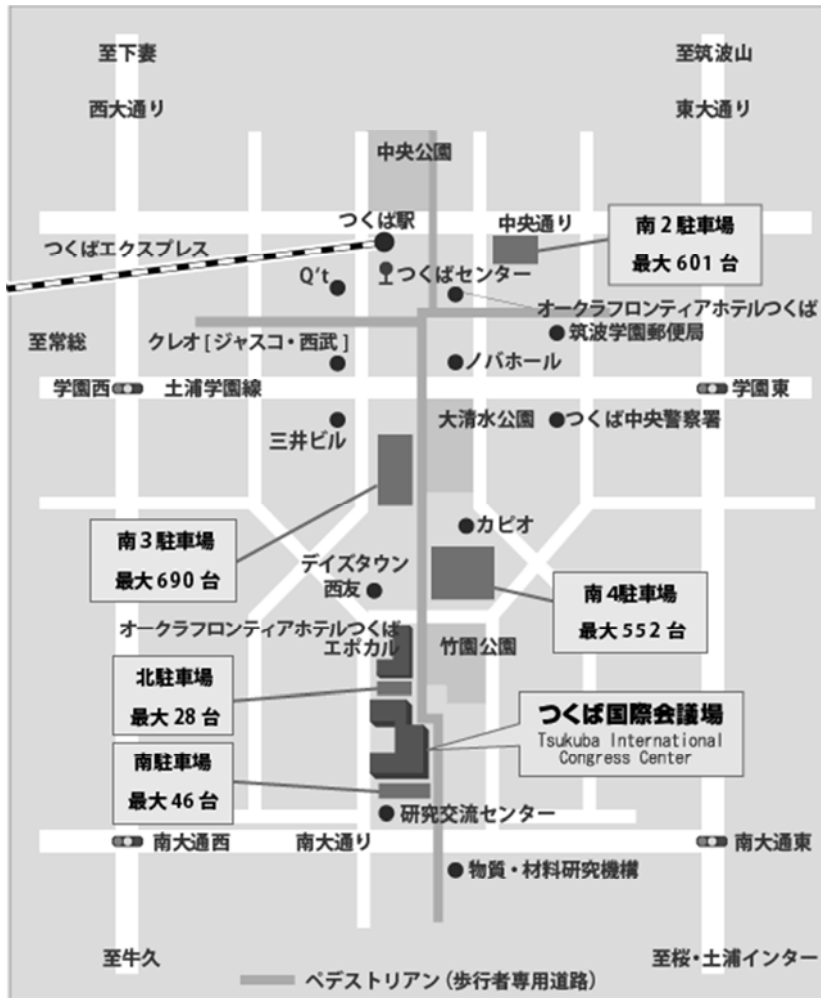 至下妻
至筑波山
西大通り
東大通り
中央公園
つくば駅
中央通り
南2駐車場
最大601台
つくばエクスプレス
Q't
つくばセンター
オークラフロンティアホテルつくば
筑波学園郵便局
至常総
クレオ[ジャスコ・西武]
ノバホール
学園西
土浦学園線
学園東
大清水公園
つくば中央警察署
三井ビル
カピオ
南3駐車場
最大690台
デイズタウン
西友
南4駐車場
最大552台
オークラフロンティアホテルつくば
エポカル
竹園公園
北駐車場
最大28台
つくば国際会議場
Tsukuba International
Congress Center
南駐車場
最大46台
研究交流センター
南大通西
南大通り
南大通東
物質・材料研究機構
至牛久
至桜・土浦インター
ペデストリアン(歩行者専用道路)